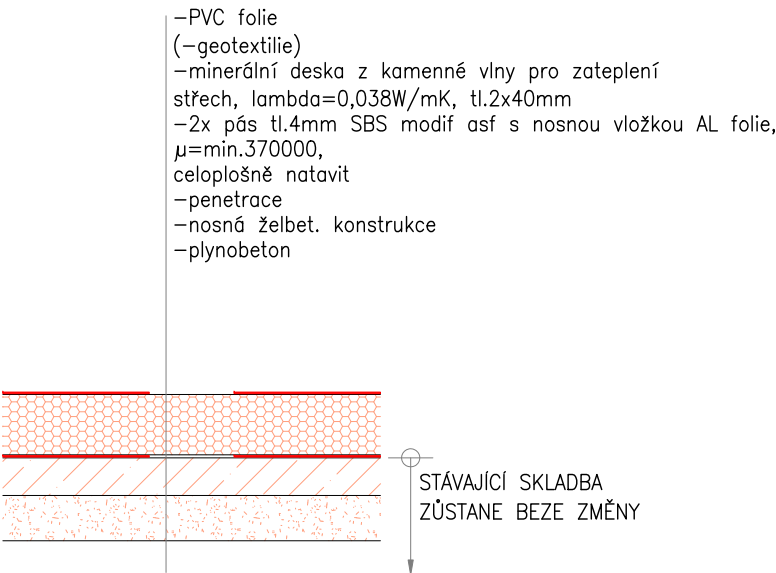 -PVC folie
(-geotextilie)
-minerální deska z kamenné vlny pro zateplení
střech, lambda=0,038W/mK, tl.2x40mm
-2x pás tl.4mm SBS modif asf s nosnou vložkou AL folie,
µ=min.370000,
celoplošně natavit
-penetrace
-nosná želbet. konstrukce
-plynobeton
STÁVAJÍCÍ SKLADBA
ZŮSTANE BEZE ZMĚNY